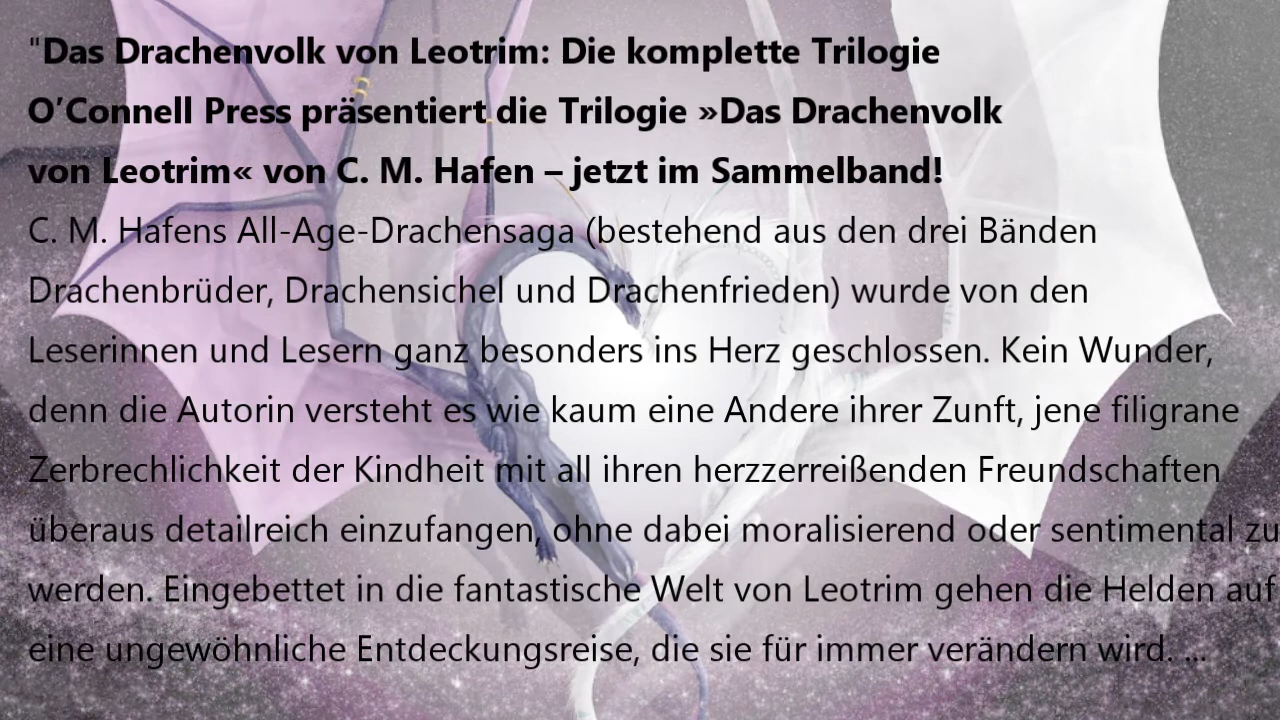 "Das Drachenvolk von Leotrim: Die komplette Trilogie
O’Connell Press präsentiert die Trilogie »Das Drachenvolk
von Leotrim« von C. M. Hafen – jetzt im Sammelband!
C. M. Hafens All-Age-Drachensaga (bestehend aus den drei Bänden
Drachenbrüder, Drachensichel und Drachenfrieden) wurde von den
Leserinnen und Lesern ganz besonders ins Herz geschlossen. Kein Wunder,
denn die Autorin versteht es wie kaum eine Andere ihrer Zunft, jene filigrane
Zerbrechlichkeit der Kindheit mit all ihren herzzerreißenden Freundschaften
überaus detailreich einzufangen, ohne dabei moralisierend oder sentimental zu
werden. Eingebettet in die fantastische Welt von Leotrim gehen die Helden auf
eine ungewöhnliche Entdeckungsreise, die sie für immer verändern wird. ...